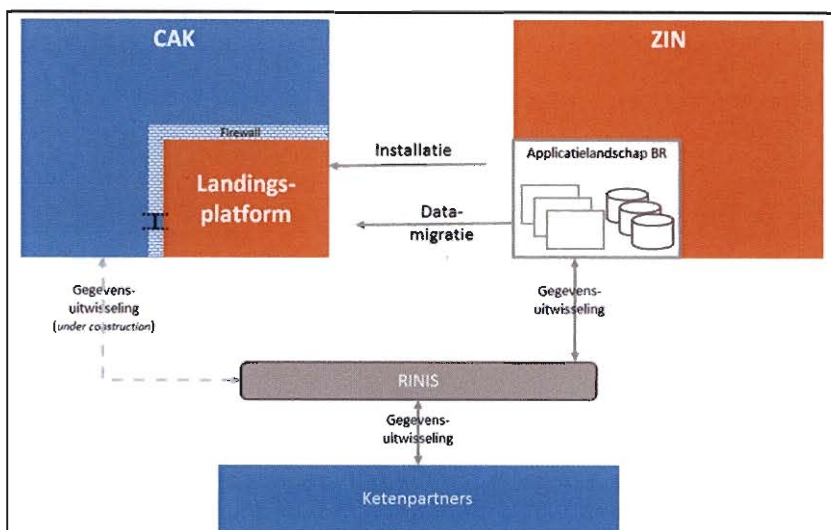 CAK
ZIN
Firewall
Landings-
platform
Installatie
Applicatielandschap BR
Data-
migratie
Gegevens-
uitwisseling
(under construction)
Gegevens-
uitwisseling
RINIS
Gegevens-
uitwisseling
Ketenpartners